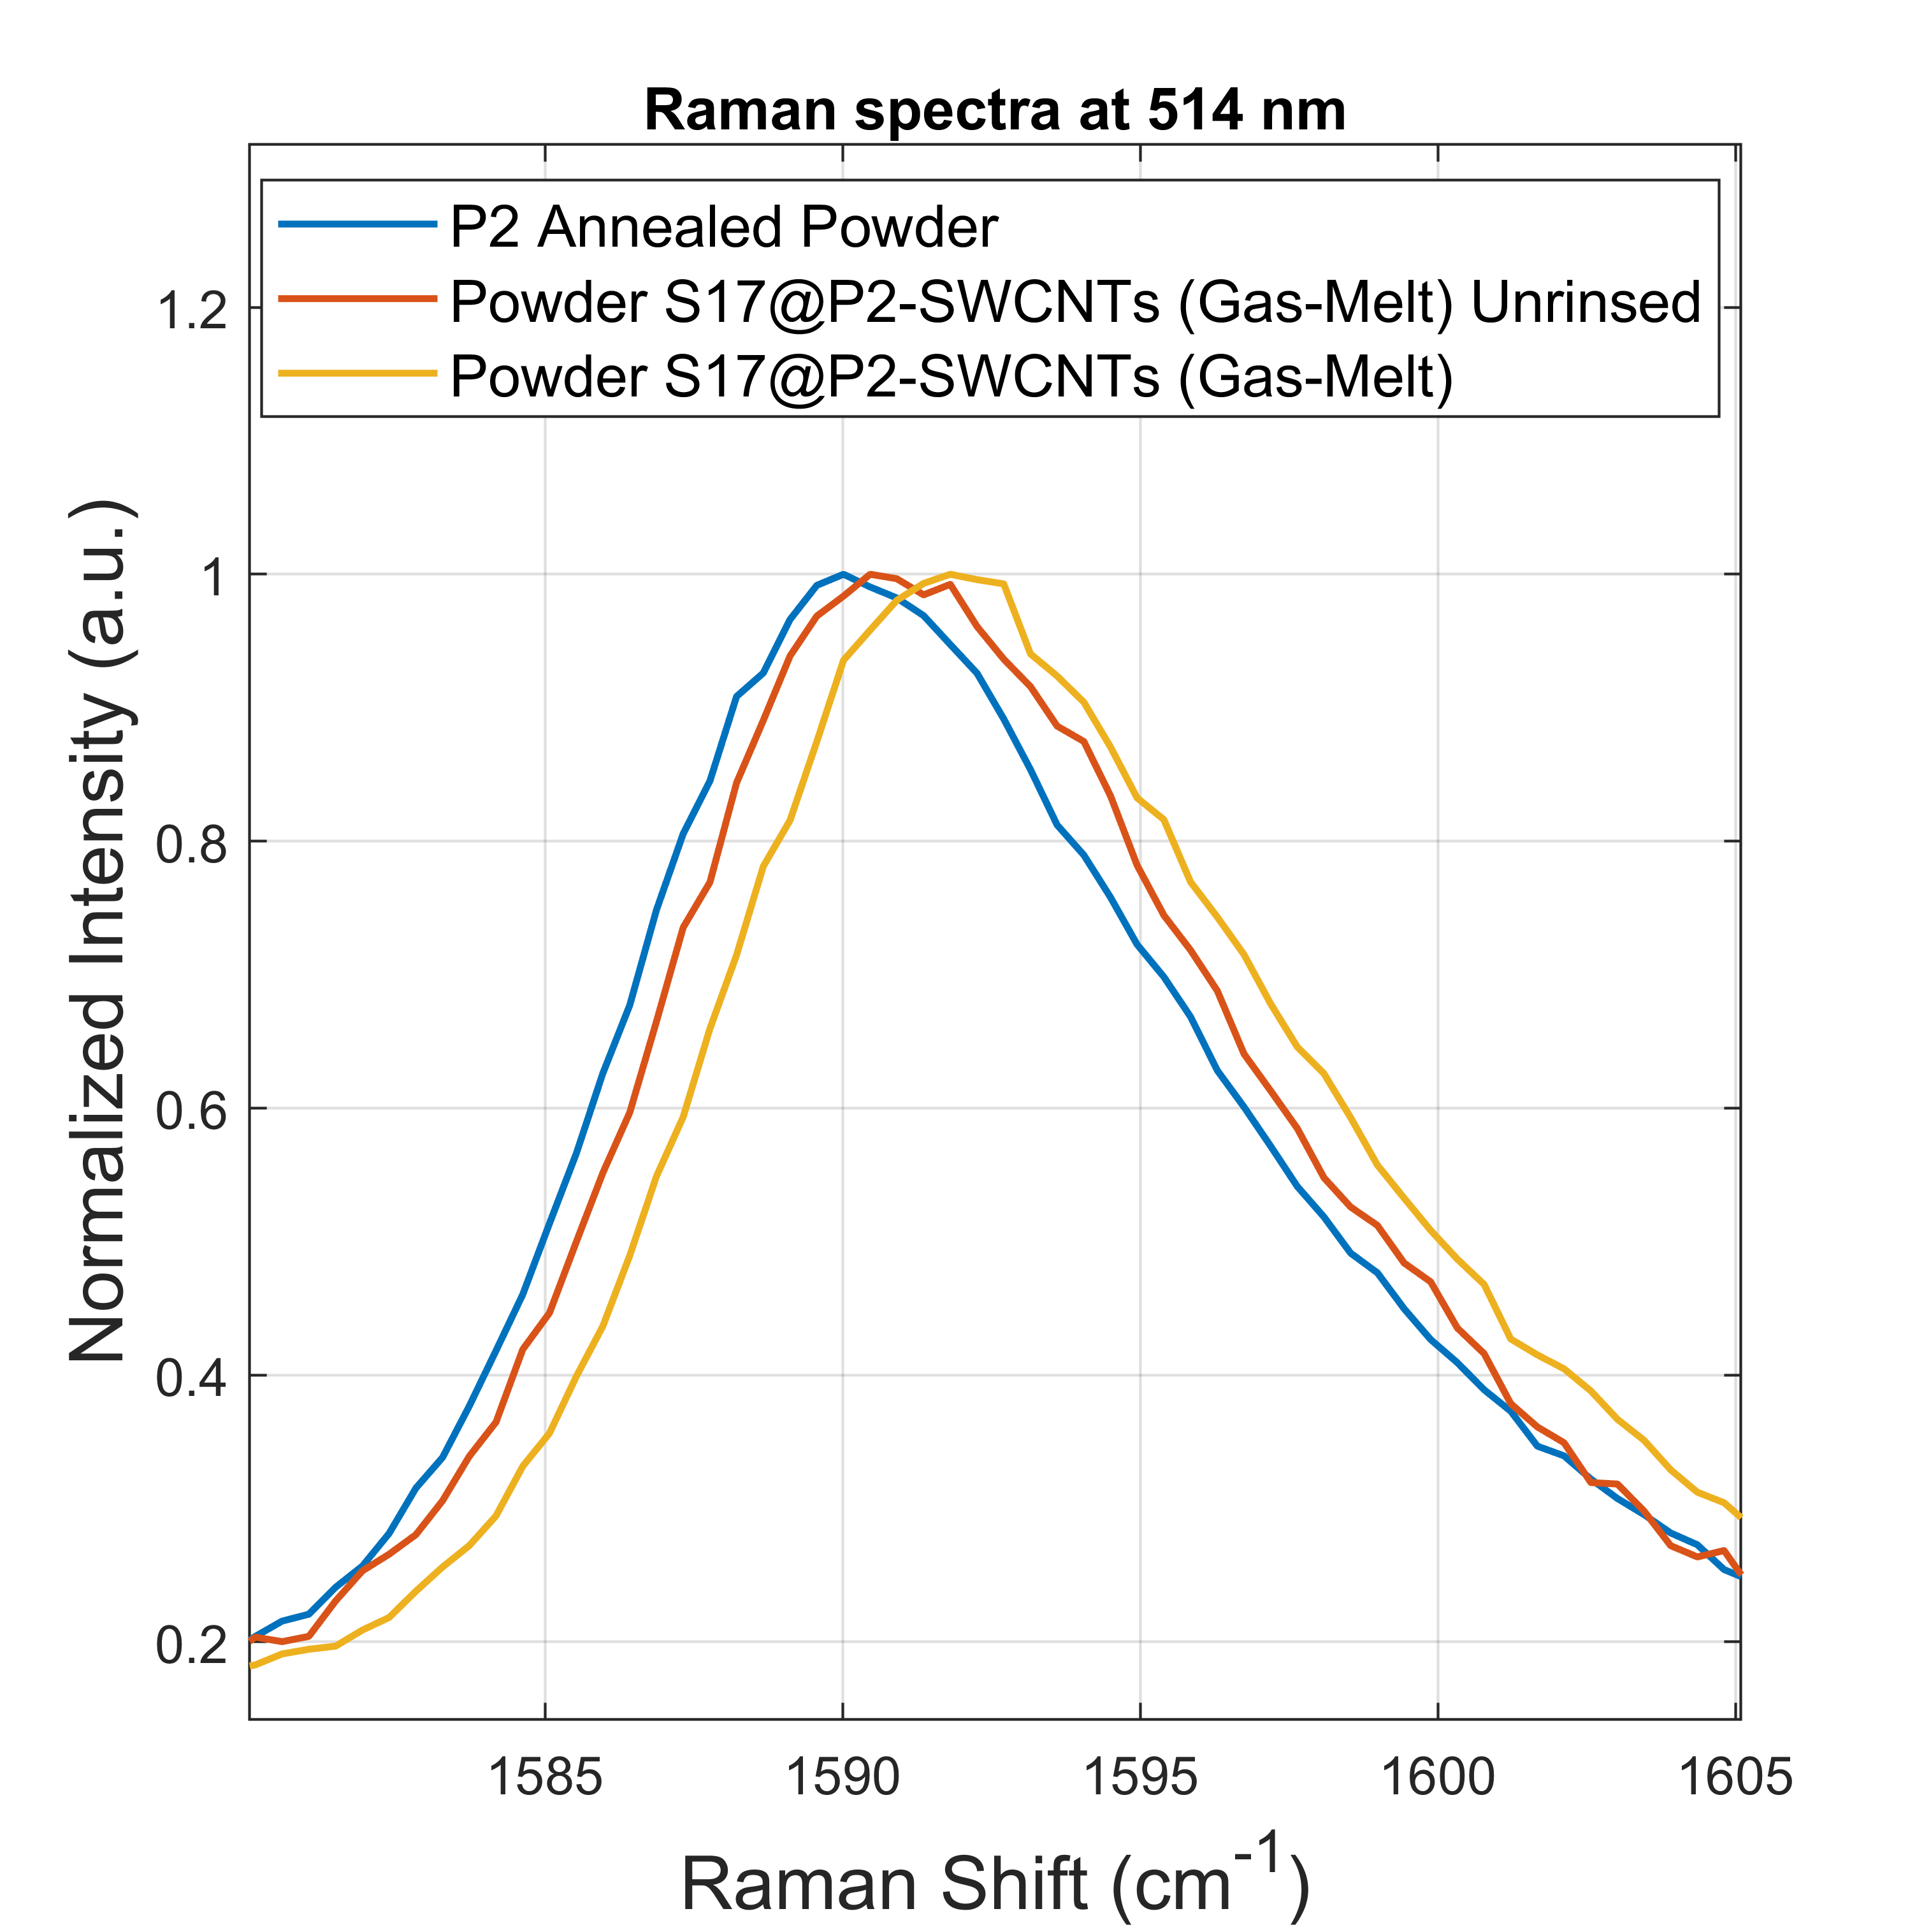 Raman spectra at 514 nm
P2 Annealed Powder
Powder S17@P2-SWCNTs (Gas-Melt) Unrinsed
Powder S17@P2-SWCNTs (Gas-Melt)
1.2
1
0.8
0.6
0.4
0.2
Normalized Intensity (a.u.)
1585 1590 1595 1600 1605
Raman Shift (cm⁻¹)